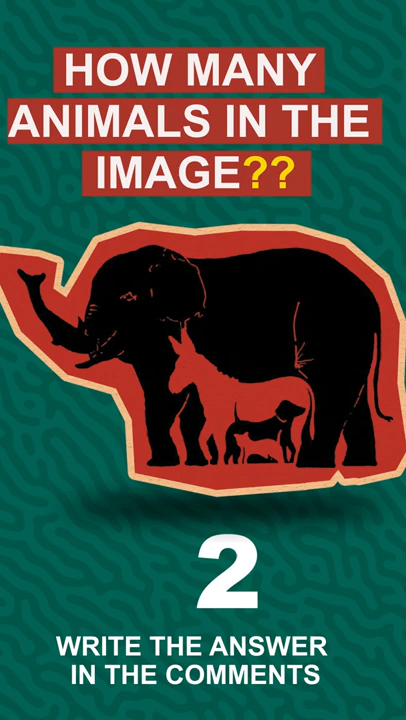 HOW MANY
ANIMALS IN THE
IMAGE??
2
WRITE THE ANSWER
IN THE COMMENTS